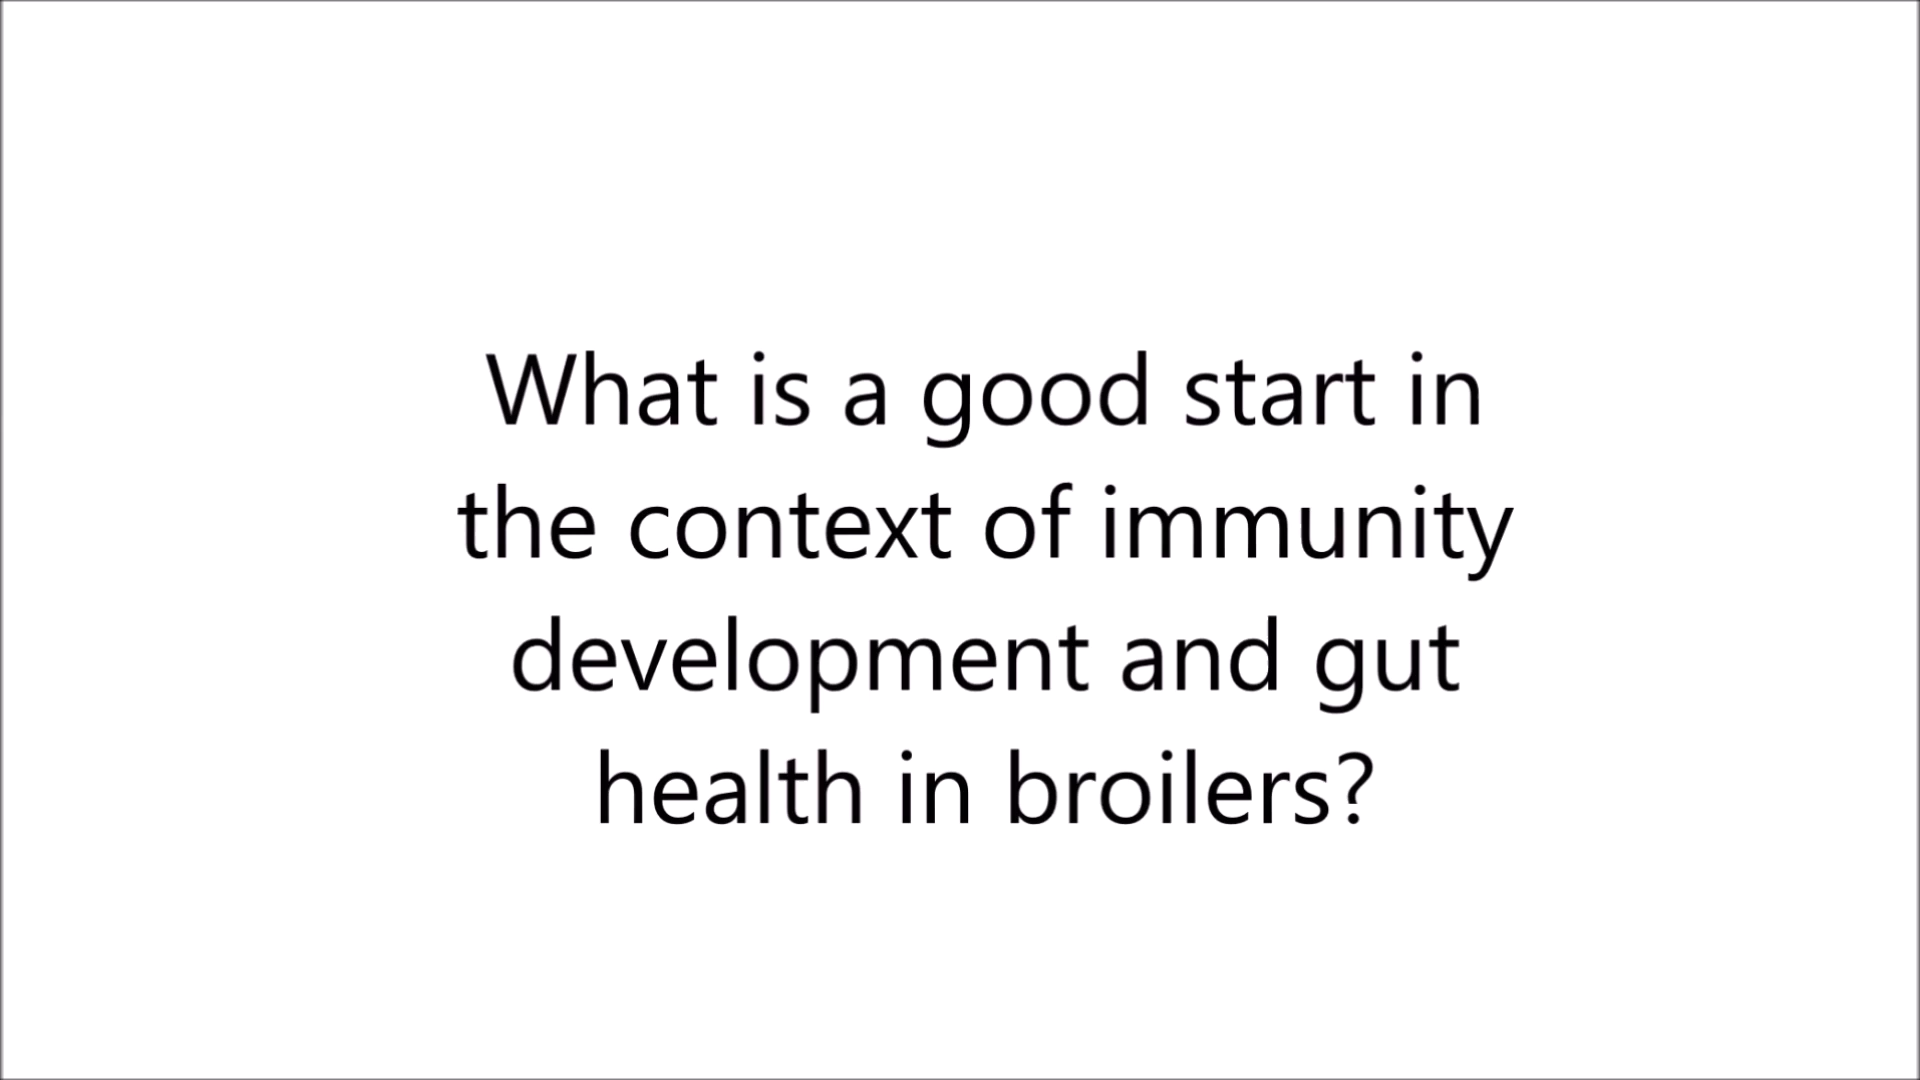 What is a good start in
the context of immunity
development and gut
health in broilers?